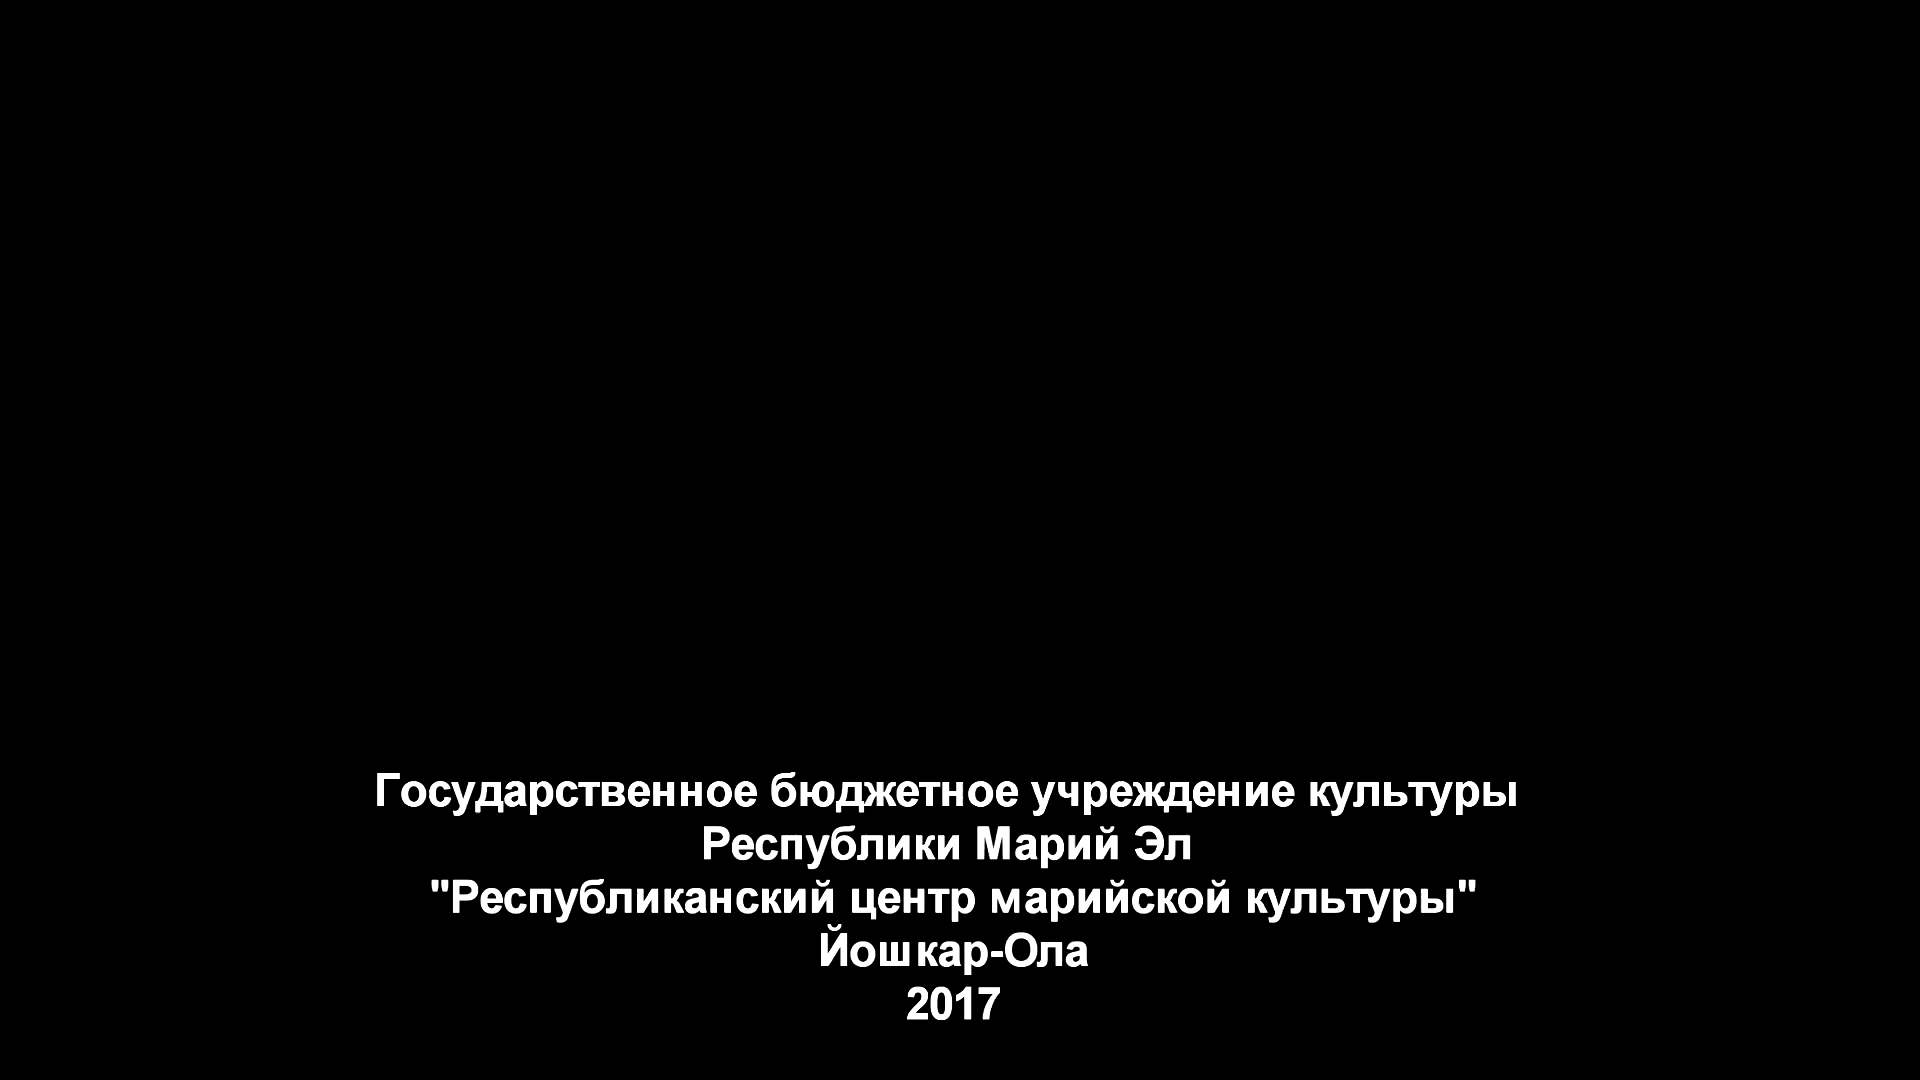 Государственное бюджетное учреждение культуры
Республики Марий Эл
"Республиканский центр марийской культуры"
Йошкар-Ола
2017